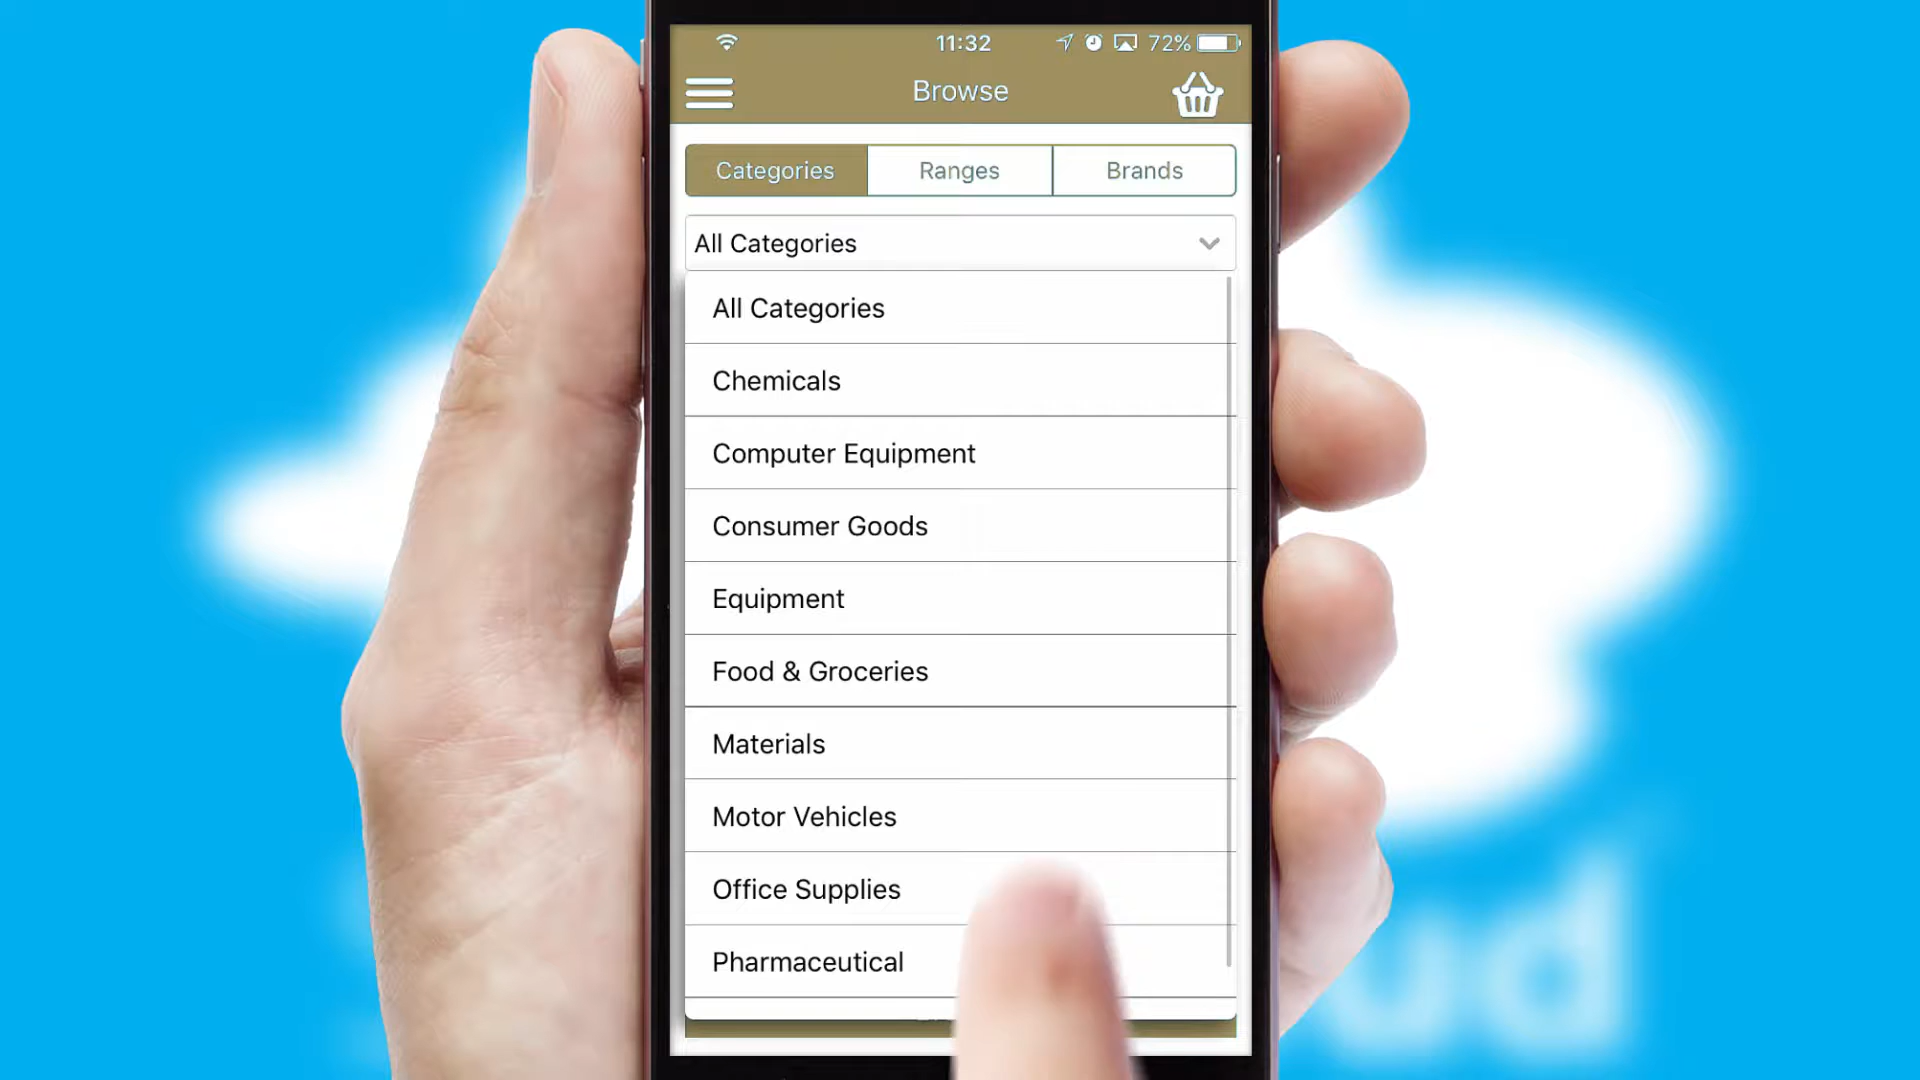 11:32
72%
Browse
Categories
Ranges
Brands
All Categories
All Categories
Chemicals
Computer Equipment
Consumer Goods
Equipment
Food & Groceries
Materials
Motor Vehicles
Office Supplies
Pharmaceutical
ud